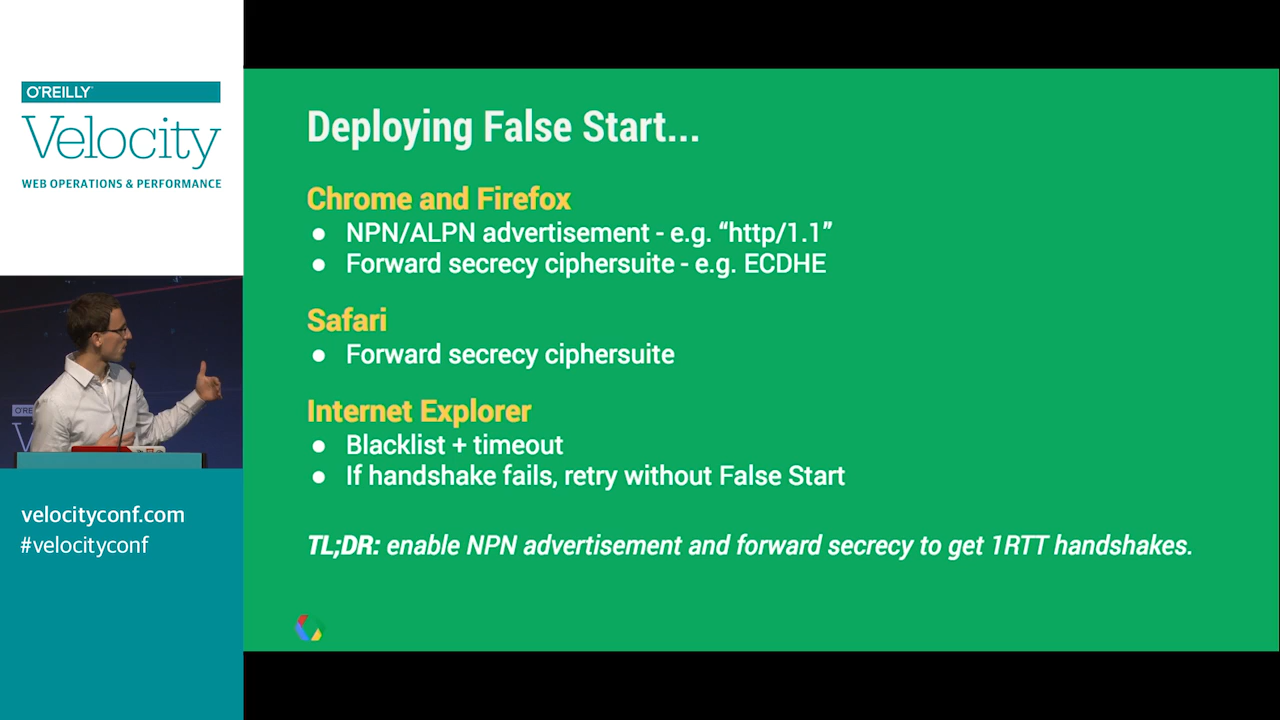 O'REILLY
Velocity
WEB OPERATIONS & PERFORMANCE
velocityconf.com
#velocityconf
Deploying False Start...
Chrome and Firefox
● NPN/ALPN advertisement - e.g. “http/1.1”
● Forward secrecy ciphersuite - e.g. ECDHE
Safari
● Forward secrecy ciphersuite
Internet Explorer
● Blacklist + timeout
● If handshake fails, retry without False Start
TL;DR: enable NPN advertisement and forward secrecy to get 1RTT handshakes.